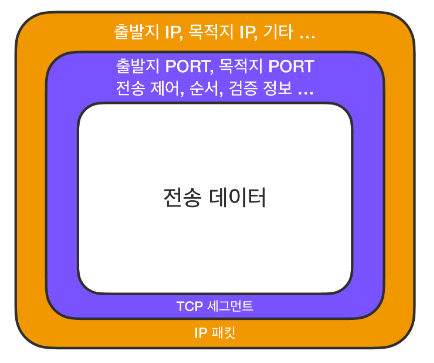 출발지 IP, 목적지 IP, 기타 ...
출발지 PORT, 목적지 PORT
전송 제어, 순서, 검증 정보 ...
전송 데이터
TCP 세그먼트
IP 패킷